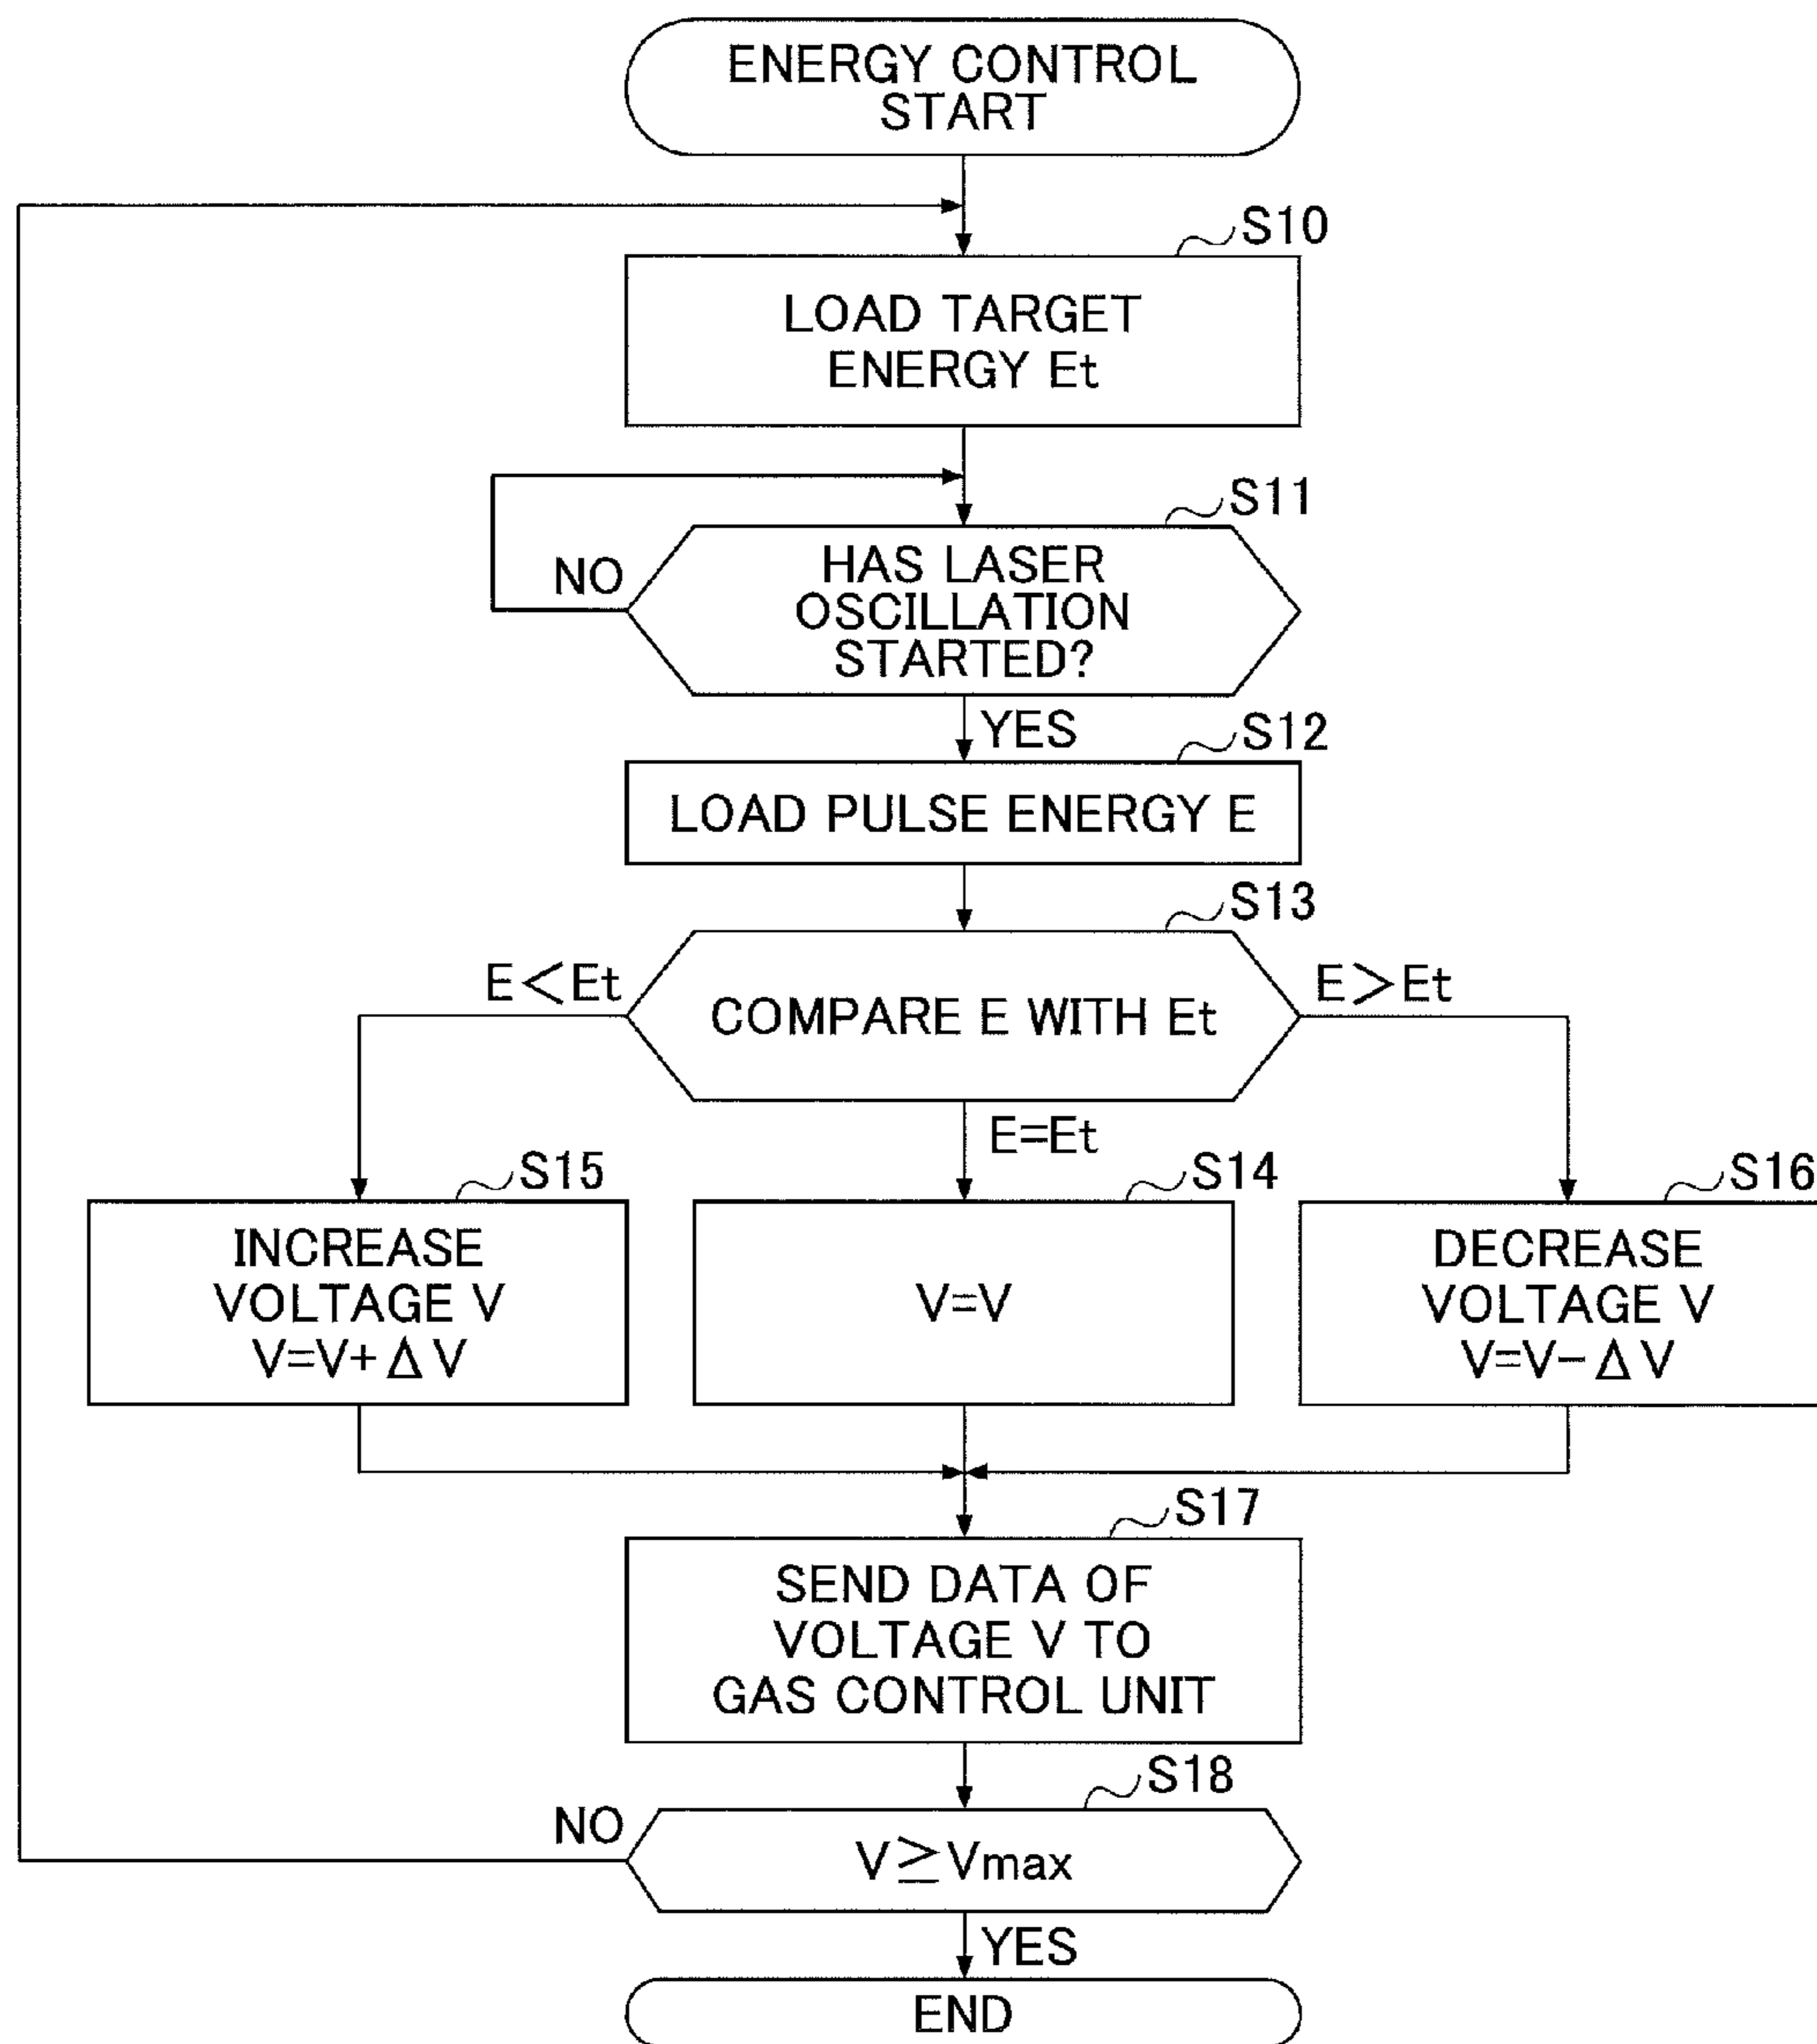 ENERGY CONTROL
START
S10
LOAD TARGET
ENERGY Et
S11
HAS LASER
OSCILLATION
STARTED?
NO
YES
S12
LOAD PULSE ENERGY E
S13
E<Et
COMPARE E WITH Et
E>Et
E=Et
S15
INCREASE
VOLTAGE V
V=V+ΔV
S14
V=V
S16
DECREASE
VOLTAGE V
V=V-ΔV
S17
SEND DATA OF
VOLTAGE V TO
GAS CONTROL UNIT
S18
NO
V≧Vmax
YES
END